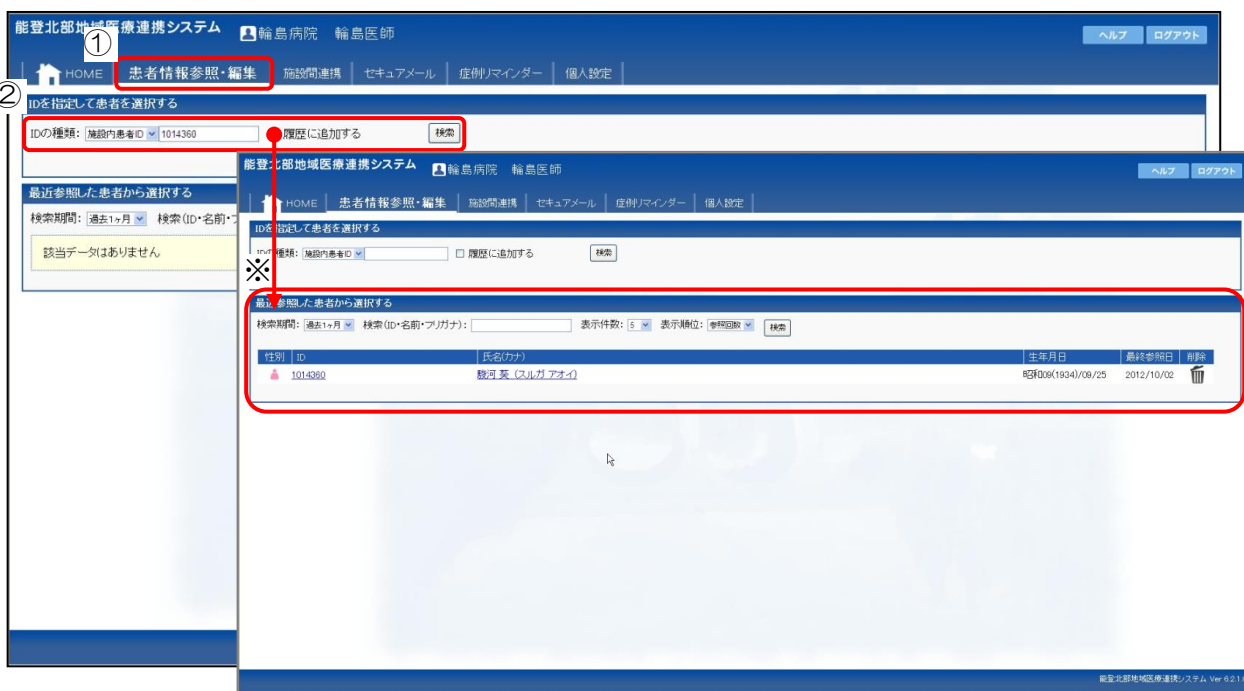 能登北部地域医療連携システム 輪島病院 輪島医師 ヘルプ ログアウト
①
HOME 患者情報参照・編集 施設間連携 セキュアメール 症例リマインダー 個人設定
②
IDを指定して患者を選択する
IDの種類: 施設内患者ID 1014360 履歴に追加する 検索
最近参照した患者から選択する
検索期間: 過去1ヶ月 検索(ID・名前・フ
該当データはありません
能登北部地域医療連携システム 輪島病院 輪島医師 ヘルプ ログアウト
HOME 患者情報参照・編集 施設間連携 セキュアメール 症例リマインダー 個人設定
IDを指定して患者を選択する
IDの種類: 施設内患者ID 履歴に追加する 検索
※
最近参照した患者から選択する
検索期間: 過去1ヶ月 検索(ID・名前・フリガナ): 表示件数: 5 表示順位: 参照回数 検索
性別 ID 氏名(カナ) 生年月日 最終参照日 削除
1014360 駿河 葵 (スルガ アオイ) 昭和09(1934)/09/25 2012/10/02
能登北部地域医療連携システム Ver 6.2.1